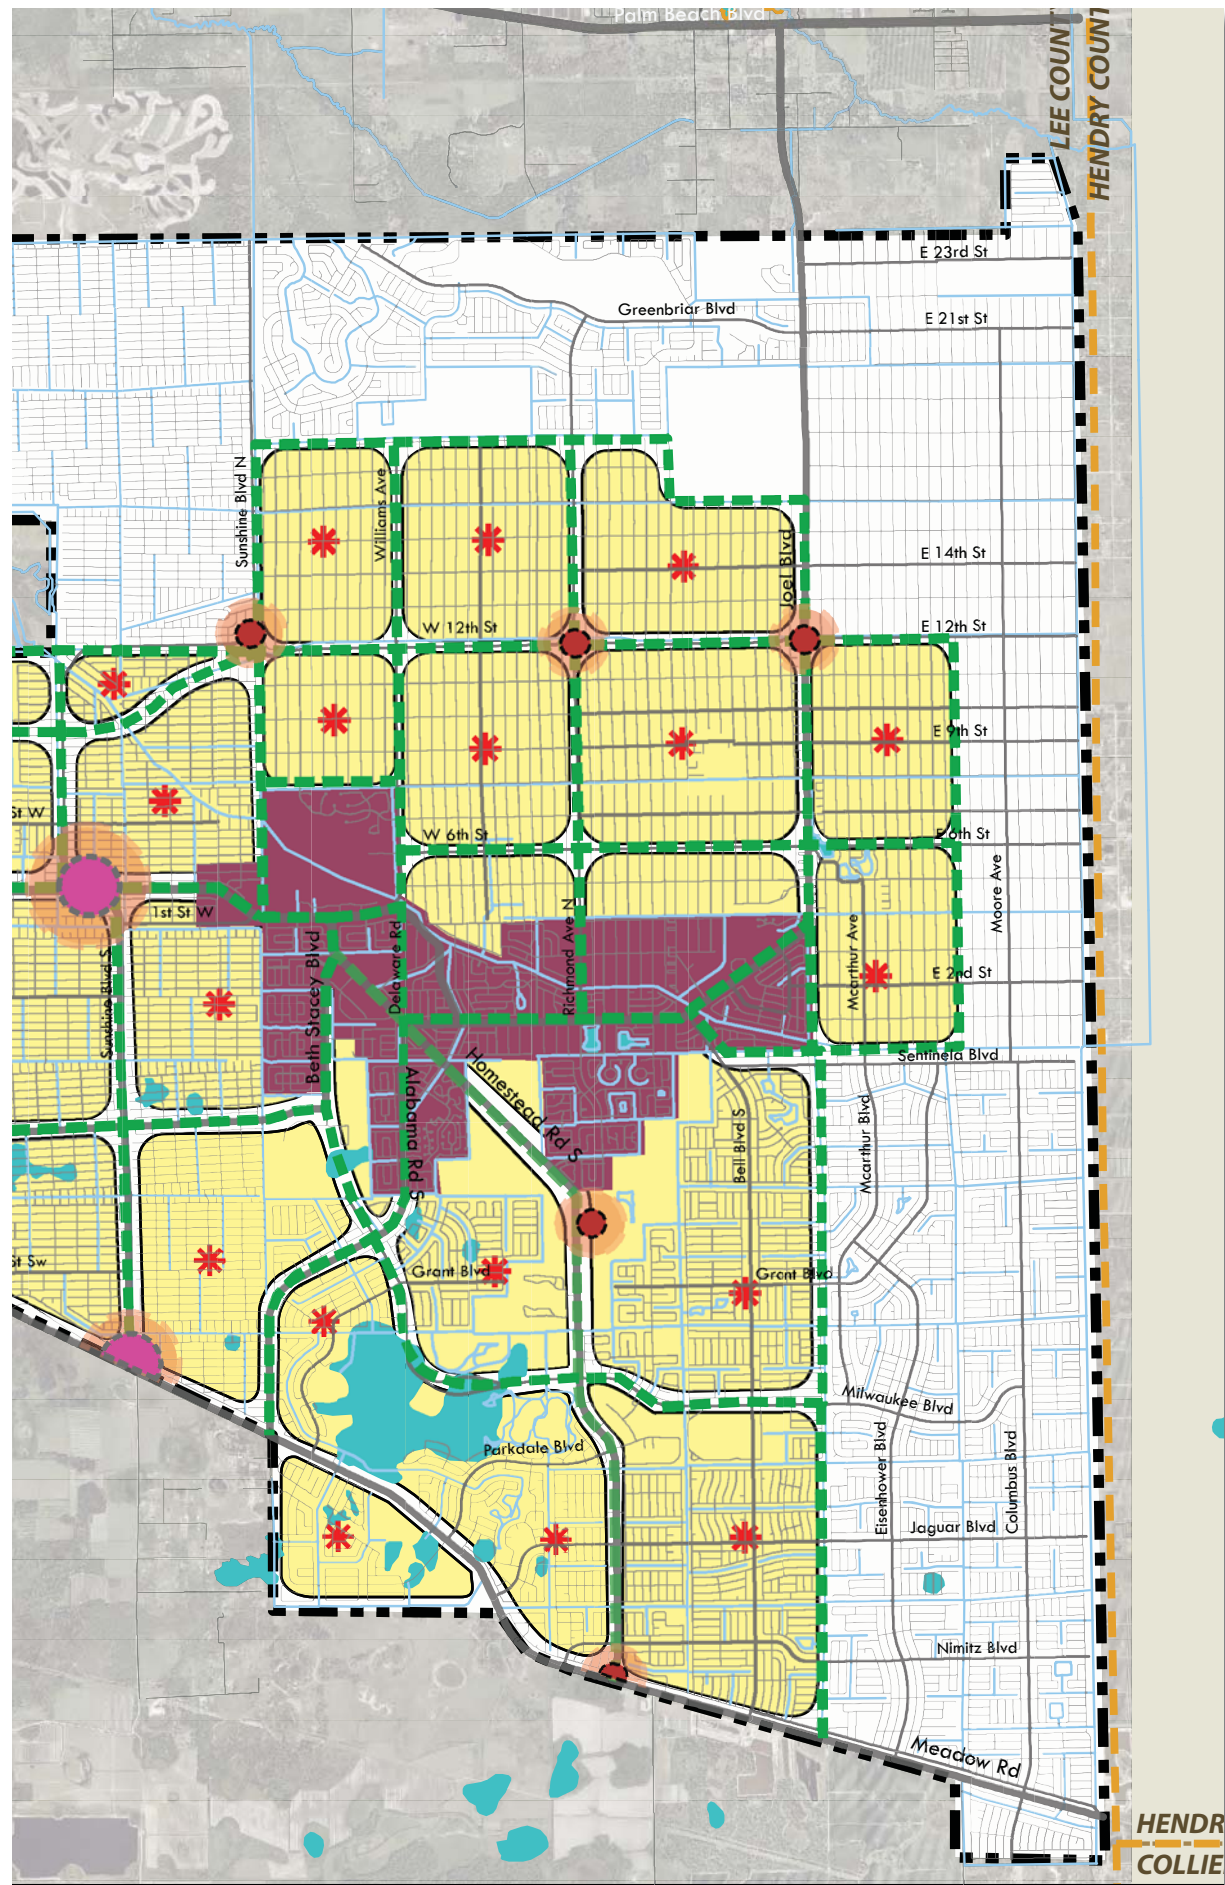 Palm Beach Blvd
LEE COUNT
HENDRY COUNT
E 23rd St
Greenbriar Blvd
E 21st St
Sunshine Blvd N
Williams Ave
Joel Blvd
E 14th St
W 12th St
E 12th St
E 9th St
St W
W 6th St
E 6th St
Moore Ave
1st St W
Beth Stacey Blvd
Delaware Rd
Richmond Ave N
Mcarthur Ave
E 2nd St
Sunshine Blvd S
Sentinela Blvd
Homestead Rd S
Alabama Rd S
Bell Blvd S
Mcarthur Blvd
St Sw
Grant Blvd
Grant Blvd
Milwaukee Blvd
Parkdale Blvd
Eisenhower Blvd
Columbus Blvd
Jaguar Blvd
Nimitz Blvd
Meadow Rd
HENDR
COLLIE